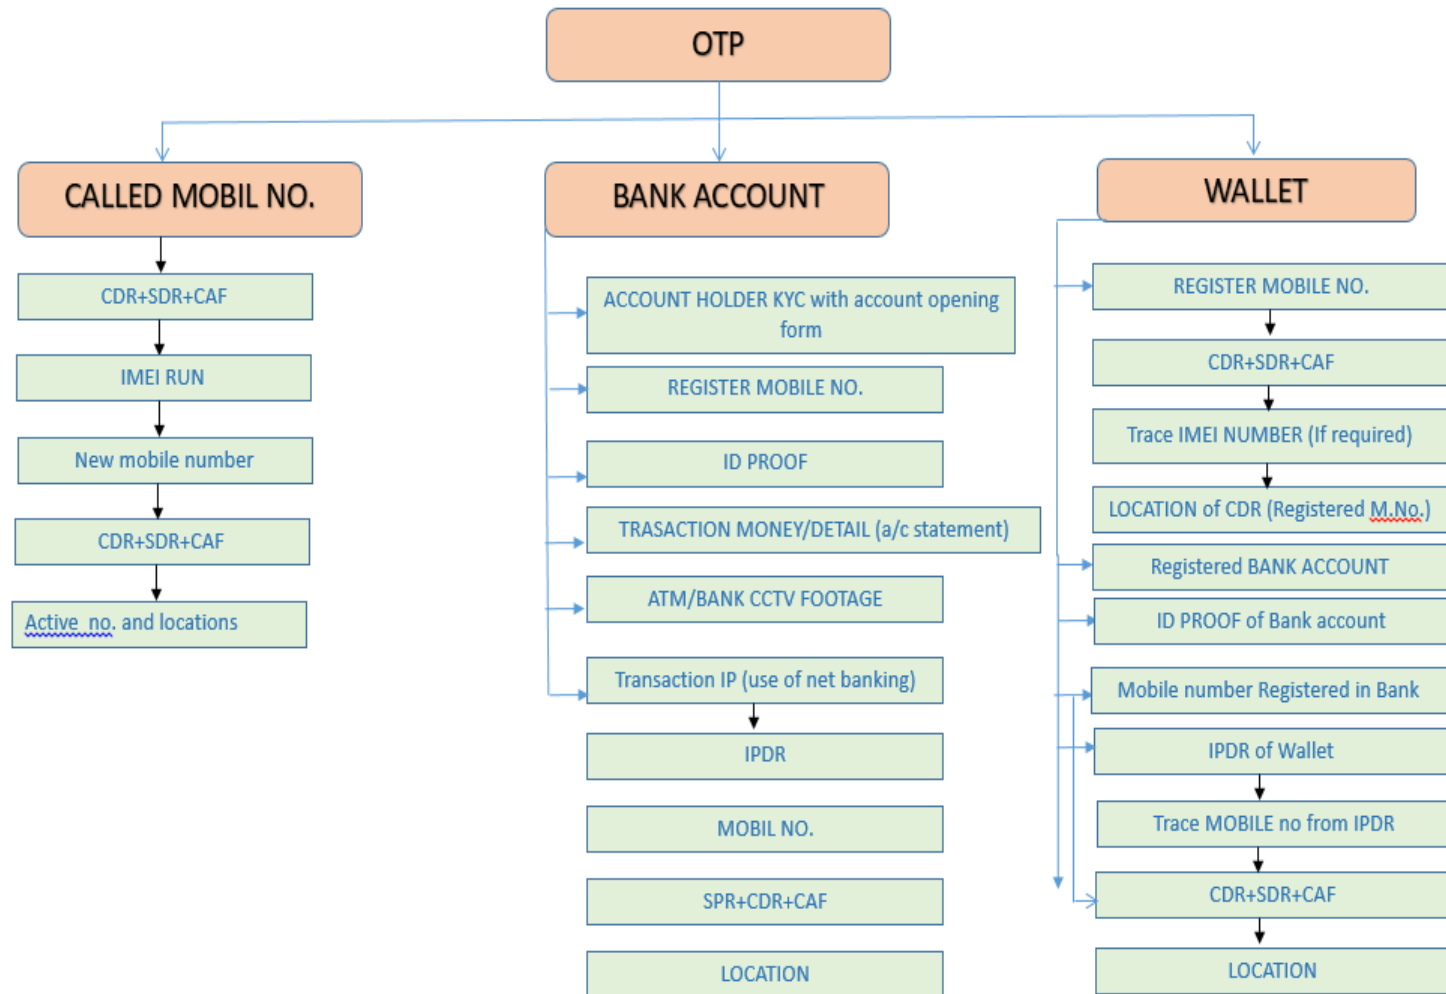 OTP
CALLED MOBIL NO.
CDR+SDR+CAF
IMEI RUN
New mobile number
CDR+SDR+CAF
Active no. and locations
BANK ACCOUNT
ACCOUNT HOLDER KYC with account opening
form
REGISTER MOBILE NO.
ID PROOF
TRASACTION MONEY/DETAIL (a/c statement)
ATM/BANK CCTV FOOTAGE
Transaction IP (use of net banking)
IPDR
MOBIL NO.
SPR+CDR+CAF
LOCATION
WALLET
REGISTER MOBILE NO.
CDR+SDR+CAF
Trace IMEI NUMBER (If required)
LOCATION of CDR (Registered M.No.)
Registered BANK ACCOUNT
ID PROOF of Bank account
Mobile number Registered in Bank
IPDR of Wallet
Trace MOBILE no from IPDR
CDR+SDR+CAF
LOCATION